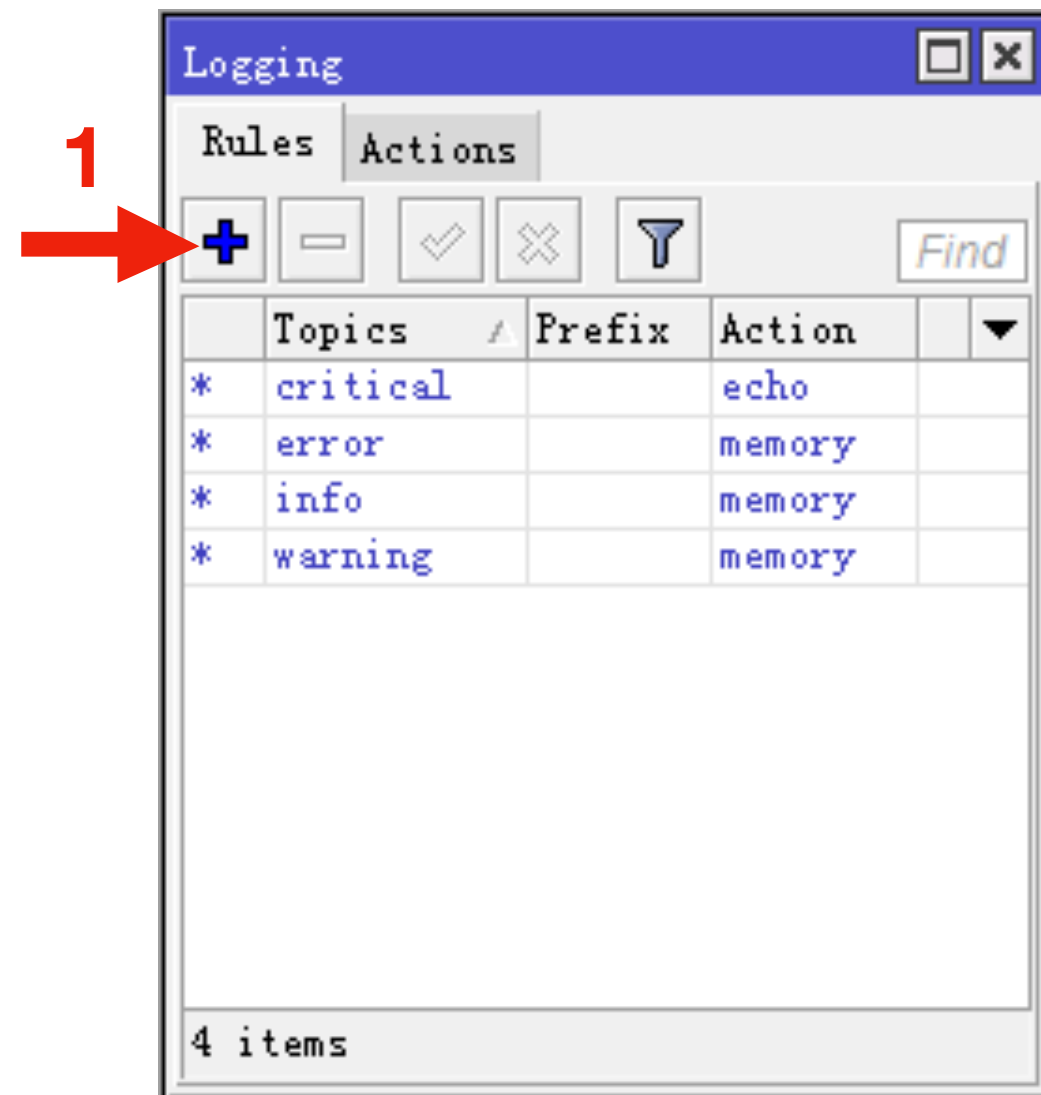 Logging
Rules Actions
1
Find
Topics Prefix Action
* critical echo
* error memory
* info memory
* warning memory
4 items